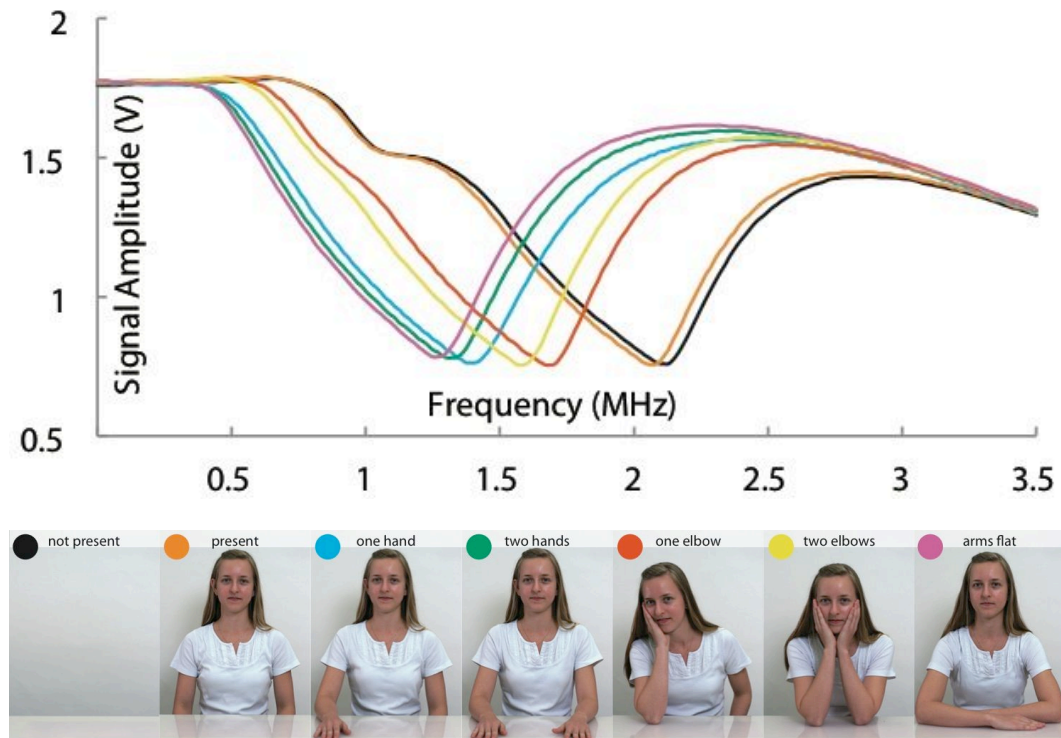 2
1.5
1
0.5
Signal Amplitude (V)
Frequency (MHz)
0.5 1 1.5 2 2.5 3 3.5
not present present one hand two hands one elbow two elbows arms flat